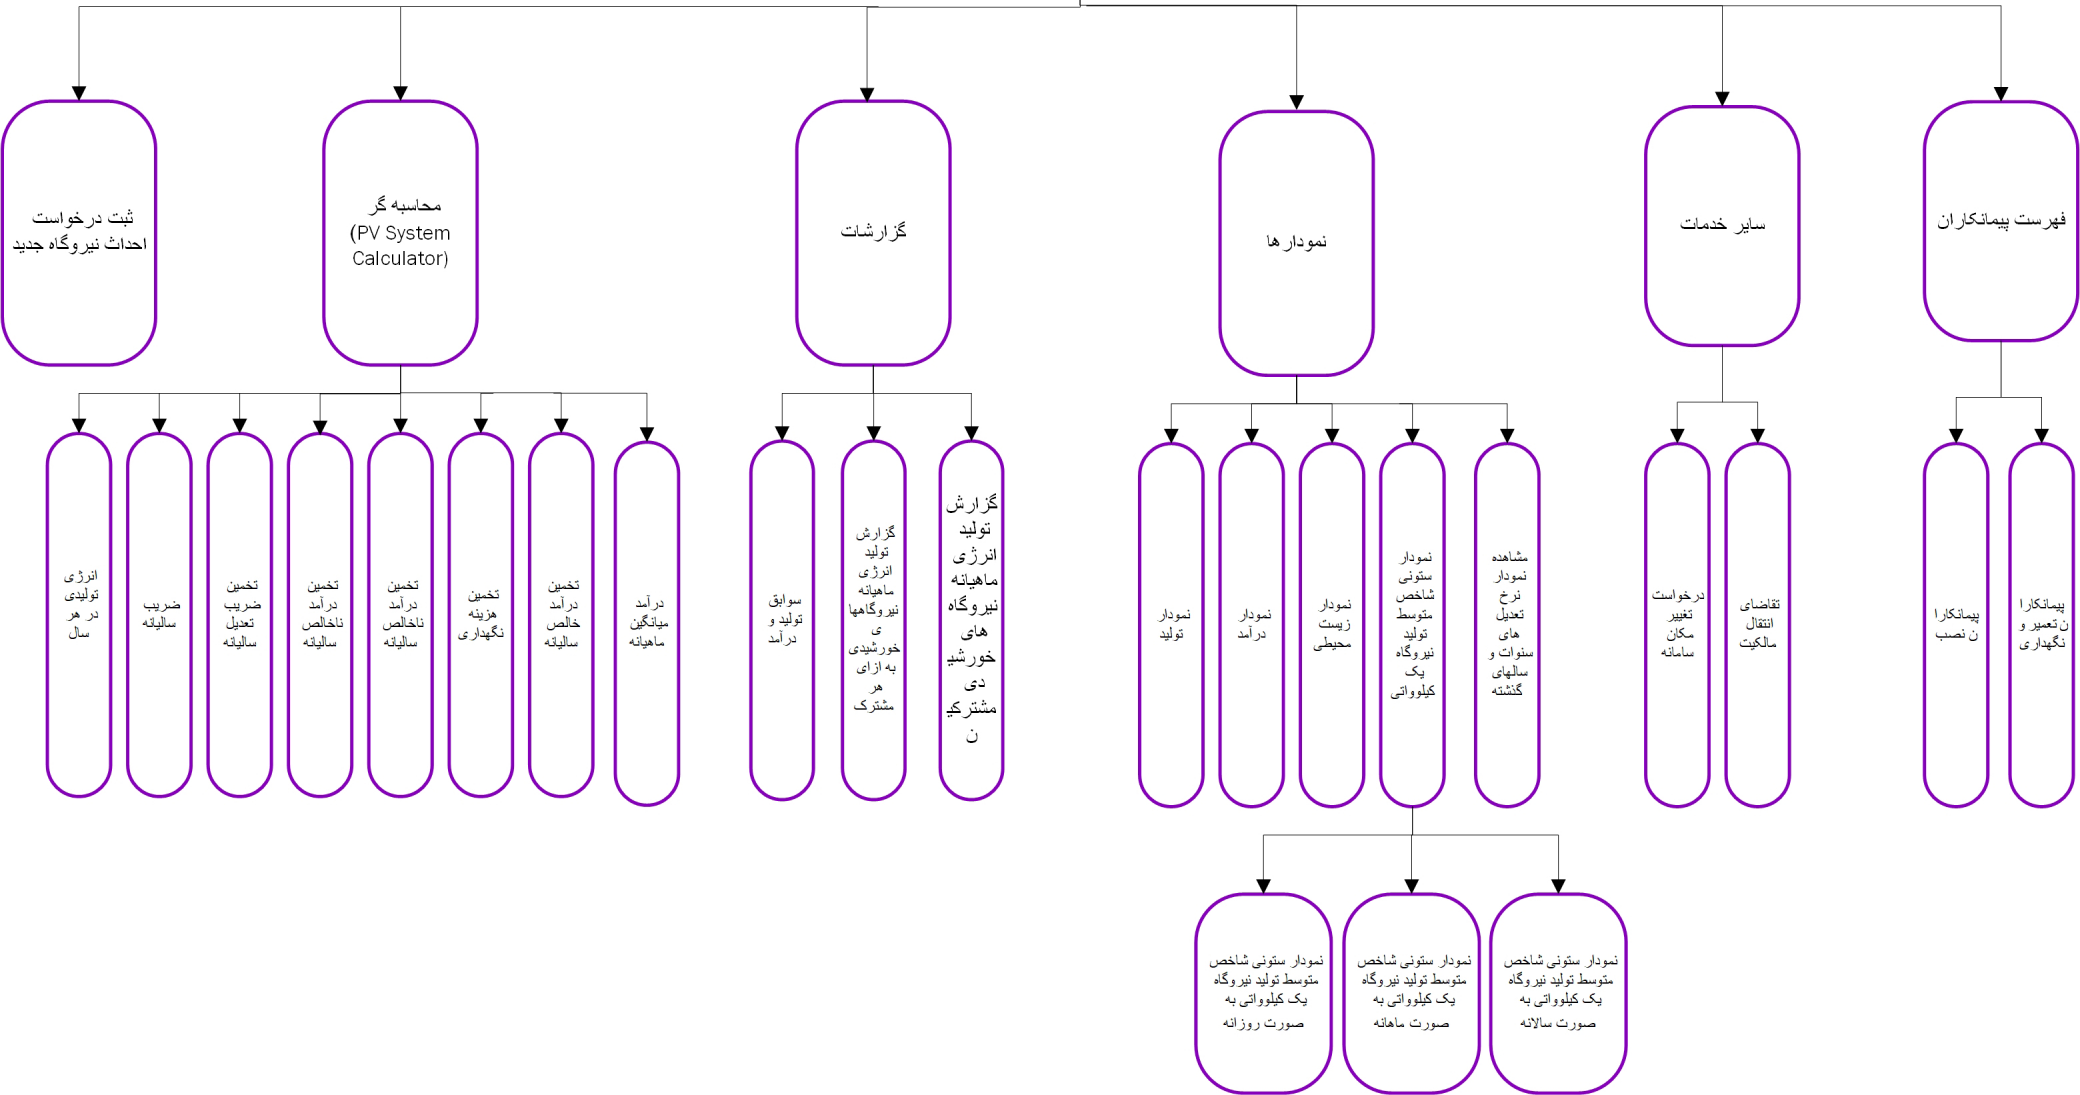 ثبت درخواست
احداث نیروگاه جدید
محاسبه گر
(PV System
Calculator)
گزارشات
نمودارها
سایر خدمات
فهرست پیمانکاران
انرژی
تولیدی
در هر
سال
ضریب
سالیانه
تخمین
ضریب
تعدیل
سالیانه
تخمین
درآمد
ناخالص
سالیانه
تخمین
درآمد
ناخالص
سالیانه
تخمین
هزینه
نگهداری
تخمین
درآمد
خالص
سالیانه
درآمد
میانگین
ماهیانه
سوابق
تولید و
درآمد
گزارش
تولید
انرژی
ماهیانه
نیروگاهها
ی
خورشیدی
به ازای
هر
مشترک
گزارش
تولید
انرژی
ماهیانه
نیروگاه
های
خورشی
دی
مشترکی
ن
نمودار
تولید
نمودار
درآمد
نمودار
زیست
محیطی
نمودار
ستونی
شاخص
متوسط
تولید
نیروگاه
یک
کیلوواتی
مشاهده
نمودار
نرخ
تعدیل
های
سنوات و
سالهای
گذشته
درخواست
تغییر
مکان
سامانه
تقاضای
انتقال
مالکیت
پیمانکارا
ن نصب
پیمانکارا
ن تعمیر و
نگهداری
نمودار ستونی شاخص
متوسط تولید نیروگاه
یک کیلوواتی به
صورت روزانه
نمودار ستونی شاخص
متوسط تولید نیروگاه
یک کیلوواتی به
صورت ماهانه
نمودار ستونی شاخص
متوسط تولید نیروگاه
یک کیلوواتی به
صورت سالانه